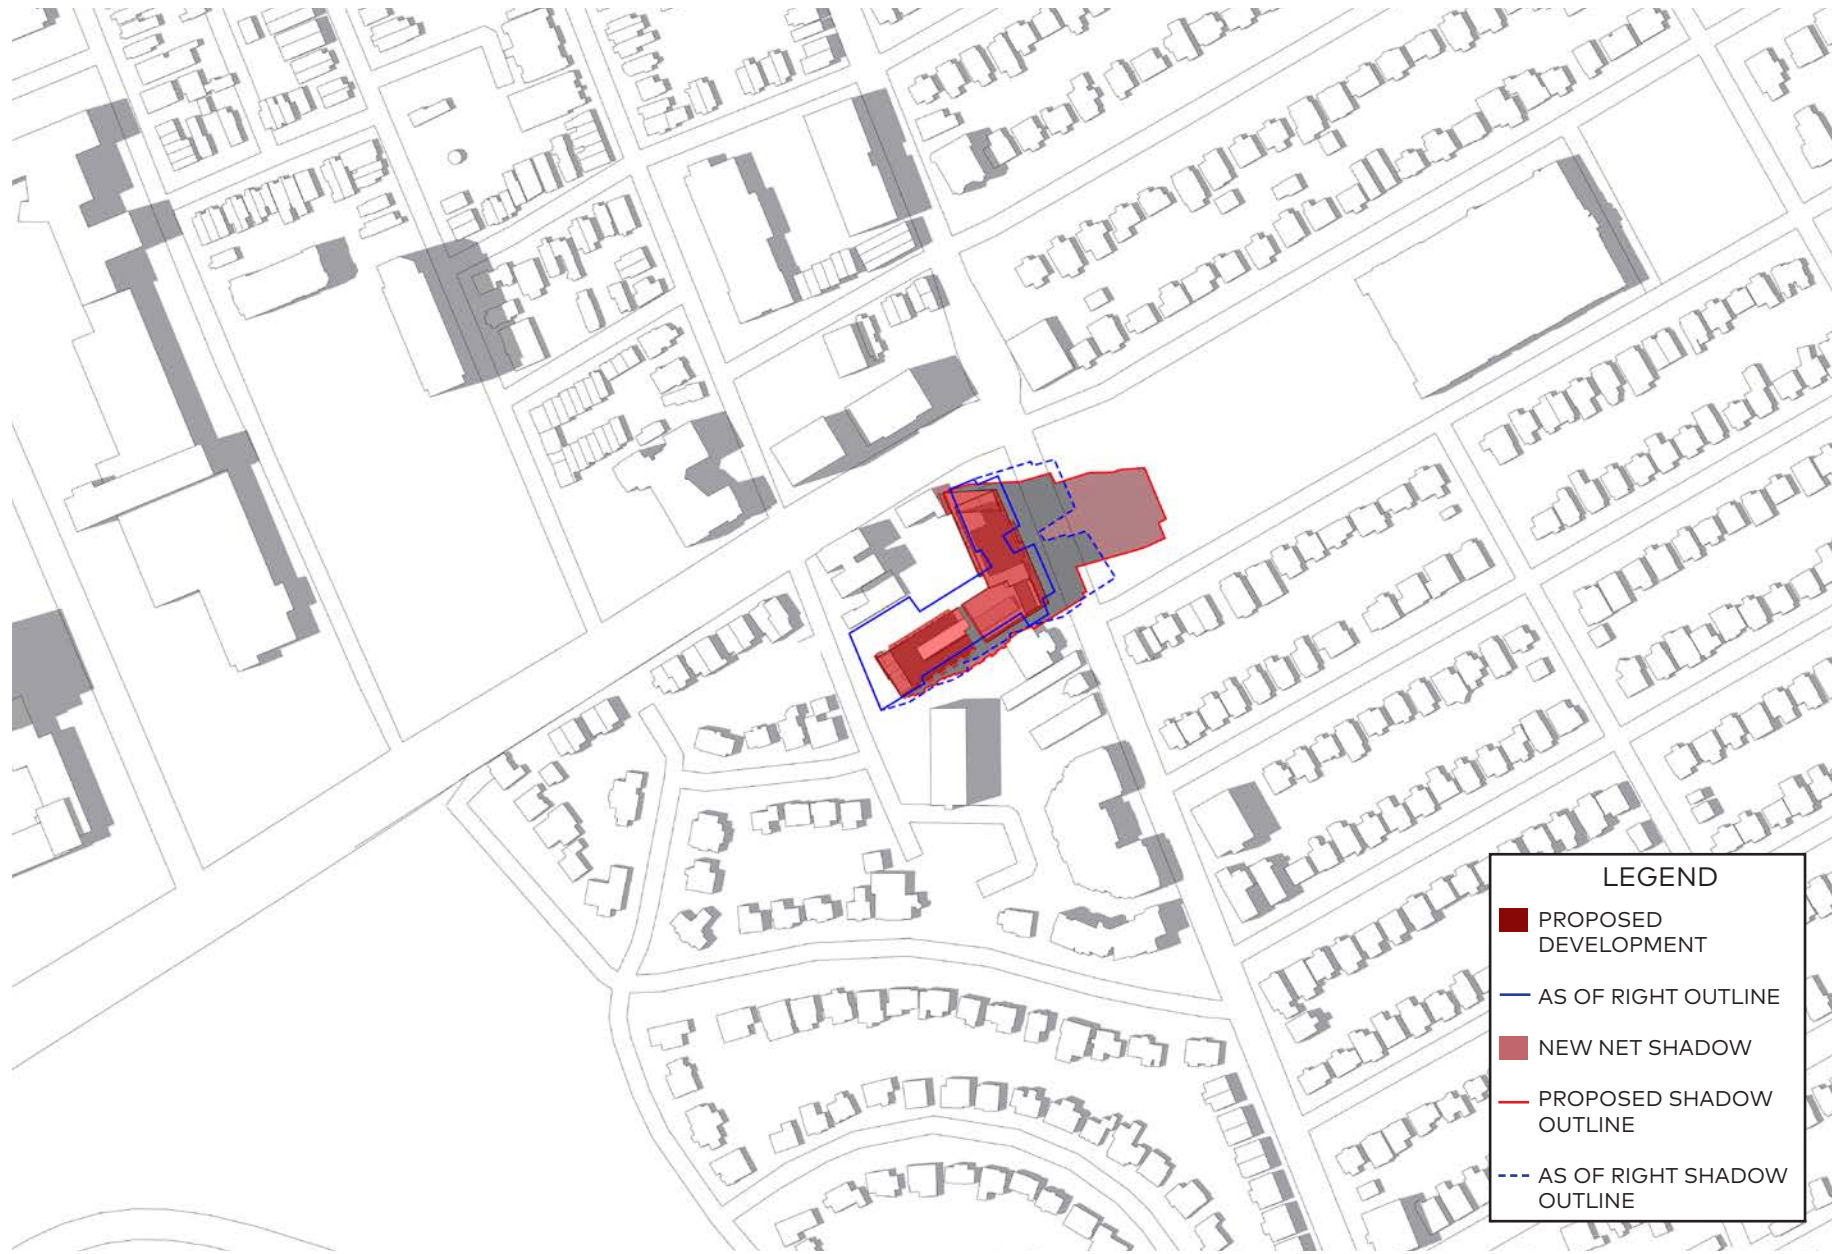 LEGEND
PROPOSED
DEVELOPMENT
AS OF RIGHT OUTLINE
NEW NET SHADOW
PROPOSED SHADOW
OUTLINE
AS OF RIGHT SHADOW
OUTLINE